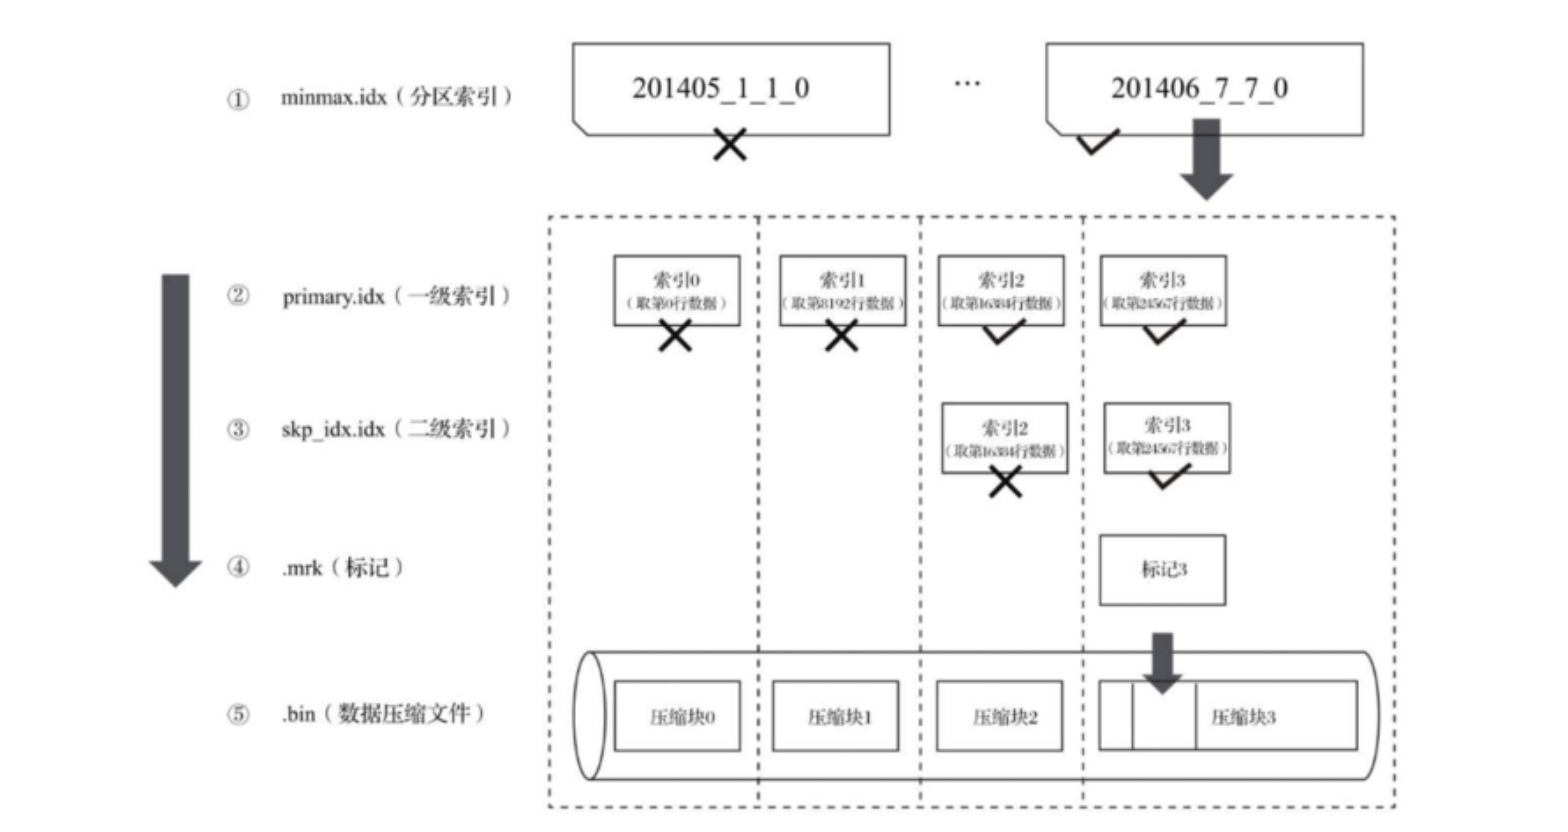 ① minmax.idx（分区索引） 201405_1_1_0 … 201406_7_7_0
② primary.idx（一级索引） 索引0 索引1 索引2 索引3
（取第0行数据） （取第8192行数据） （取第16384行数据） （取第24567行数据）
③ skp_idx.idx（二级索引） 索引2 索引3
（取第16384行数据） （取第24567行数据）
④ .mrk（标记） 标记3
⑤ .bin（数据压缩文件） 压缩块0 压缩块1 压缩块2 压缩块3